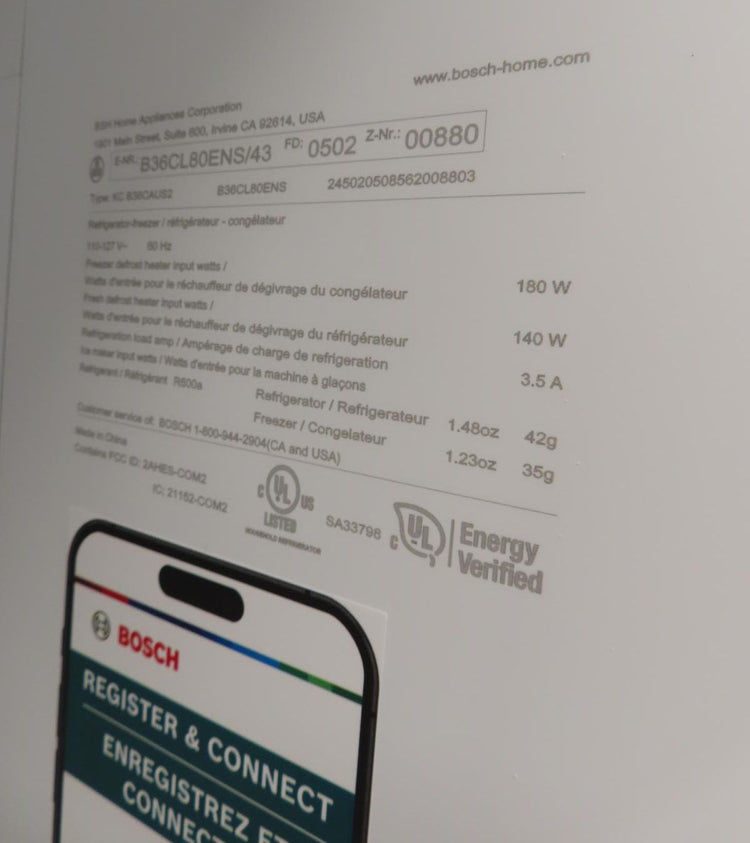 www.bosch-home.com
BSH Home Appliances Corporation
1901 Main Street, Suite 600, Irvine CA 92614, USA
E-NR.: B36CL80ENS/43 FD: 0502 Z-Nr.: 00880
Type: KC B36CAUS2 B36CL80ENS 245020508562008803
Refrigerator-freezer / réfrigérateur - congélateur
110-127 V~ 60 Hz
Freezer defrost heater input watts /
Watts d'entrée pour le réchauffeur de dégivrage du congélateur 180 W
Fresh defrost heater input watts /
Watts d'entrée pour le réchauffeur de dégivrage du réfrigérateur 140 W
Refrigeration load amp / Ampérage de charge de refrigeration 3.5 A
Ice maker input watts / Watts d'entrée pour la machine à glaçons
Refrigerant / Réfrigérant R600a Refrigerator / Refrigerateur 1.48oz 42g
Freezer / Congelateur 1.23oz 35g
Customer service of: BOSCH 1-800-944-2904(CA and USA)
Made in China
Contains FCC ID: 2AHES-COM2
IC: 21152-COM2
C UL US
LISTED
HOUSEHOLD REFRIGERATOR
SA33798
C UL
Energy
Verified
BOSCH
REGISTER & CONNECT
ENREGISTREZ ET